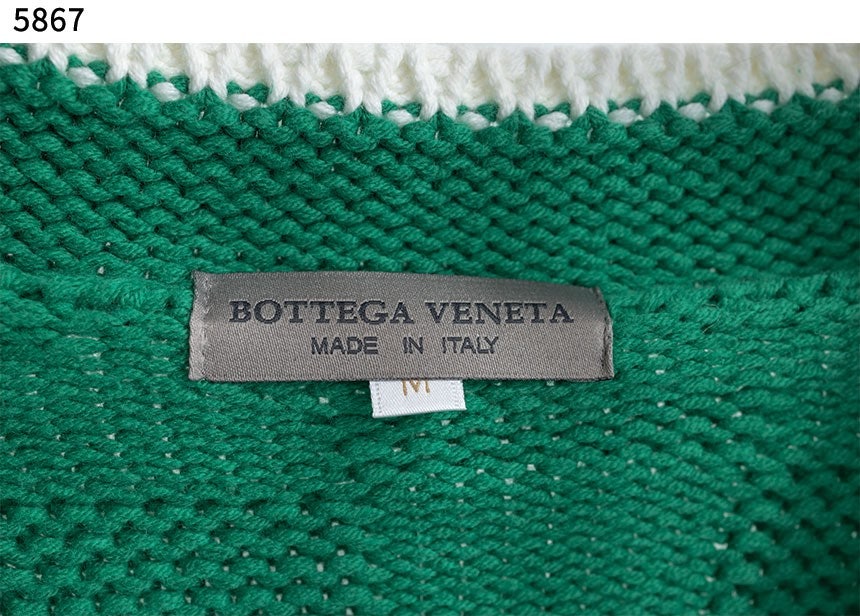 5867
BOTTEGA VENETA
MADE IN ITALY
M